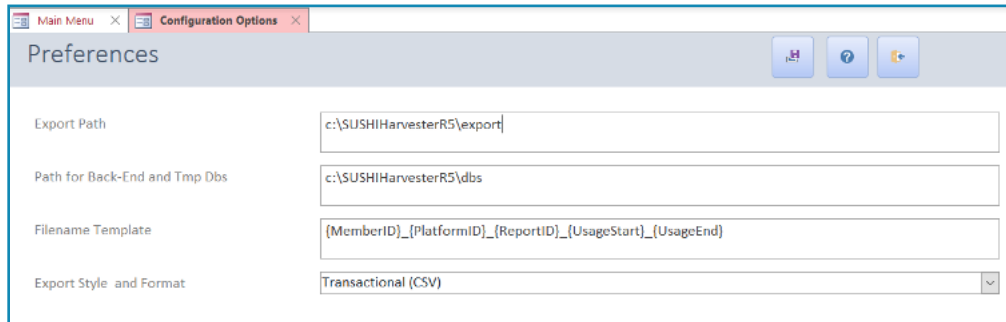 Main Menu Configuration Options
Preferences
Export Path c:\SUSHIHarvesterR5\export
Path for Back-End and Tmp Dbs c:\SUSHIHarvesterR5\dbs
Filename Template {MemberID}_{PlatformID}_{ReportID}_{UsageStart}_{UsageEnd}
Export Style and Format Transactional (CSV)